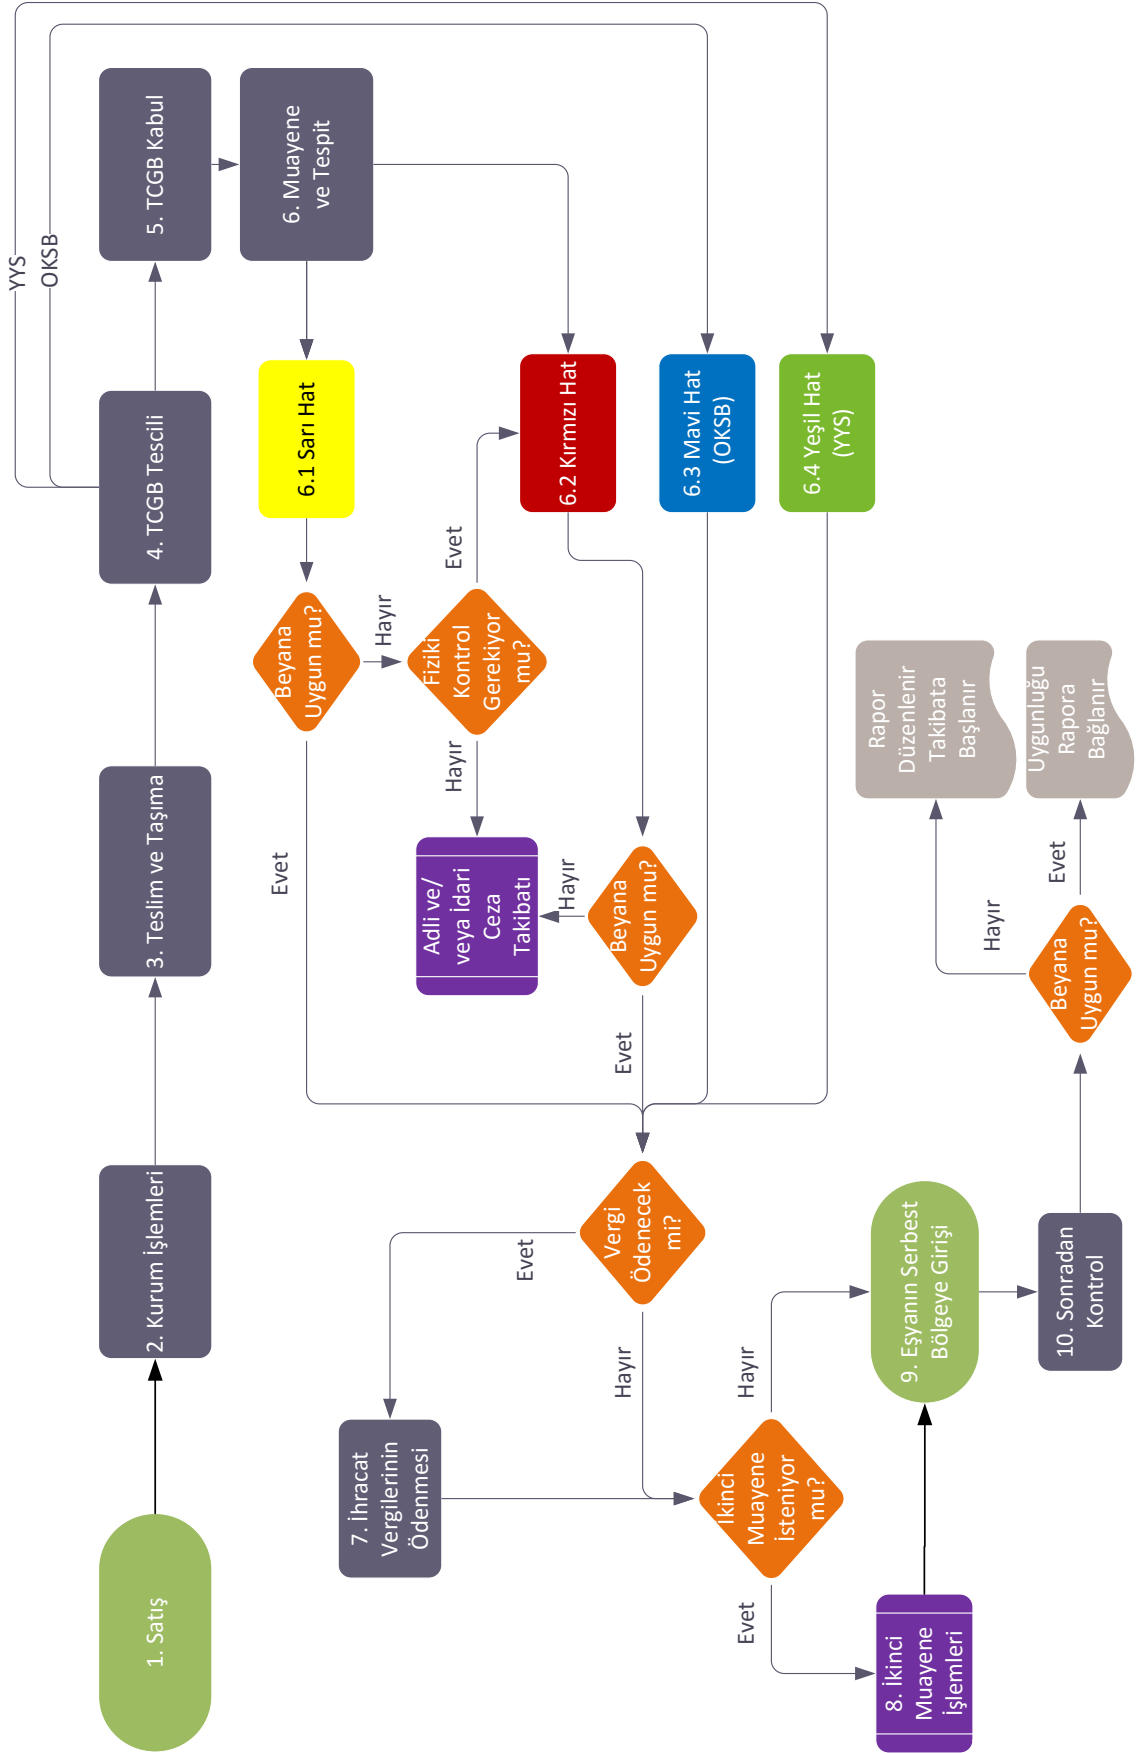 1. Satış
2. Kurum İşlemleri
3. Teslim ve Taşıma
4. TCGB Tescili
5. TCGB Kabul
YYS
OKSB
6. Muayene
ve Tespit
6.1 Sarı Hat
6.2 Kırmızı Hat
6.3 Mavi Hat
(OKSB)
6.4 Yeşil Hat
(YYS)
Beyana
Uygun mu?
Hayır
Evet
Fiziki
Kontrol
Gerekiyor
mu?
Evet
Hayır
Adli ve/
veya İdari
Ceza
Takibatı
Hayır
Beyana
Uygun mu?
Evet
Vergi
Ödenecek
mi?
Evet
Hayır
7. İhracat
Vergilerinin
Ödenmesi
İkinci
Muayene
İsteniyor
mu?
Evet
Hayır
8. İkinci
Muayene
İşlemleri
9. Eşyanın Serbest
Bölgeye Girişi
10. Sonradan
Kontrol
Beyana
Uygun mu?
Hayır
Evet
Rapor
Düzenlenir
Takibata
Başlanır
Uygunluğu
Rapora
Bağlanır